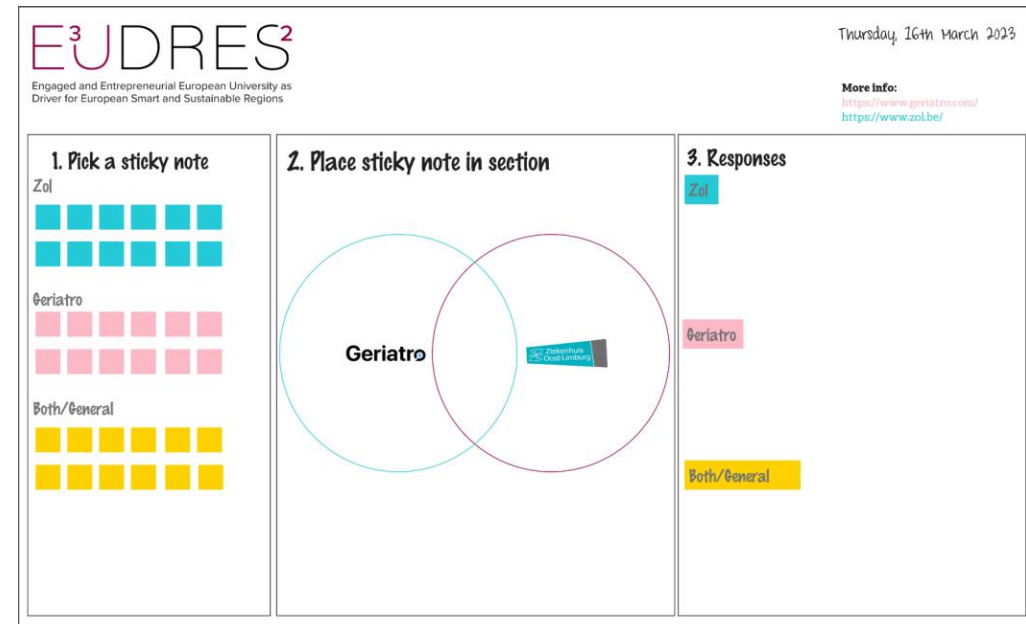 E³UDRES²
Engaged and Entrepreneurial European University as
Driver for European Smart and Sustainable Regions
Thursday, 16th March 2023
More info:
https://www.geriatro.com/
https://www.zol.be/
1. Pick a sticky note
Zol
Geriatro
Both/General
2. Place sticky note in section
Geriatro
Ziekenhuis
Oost-Limburg
3. Responses
Zol
Geriatro
Both/General